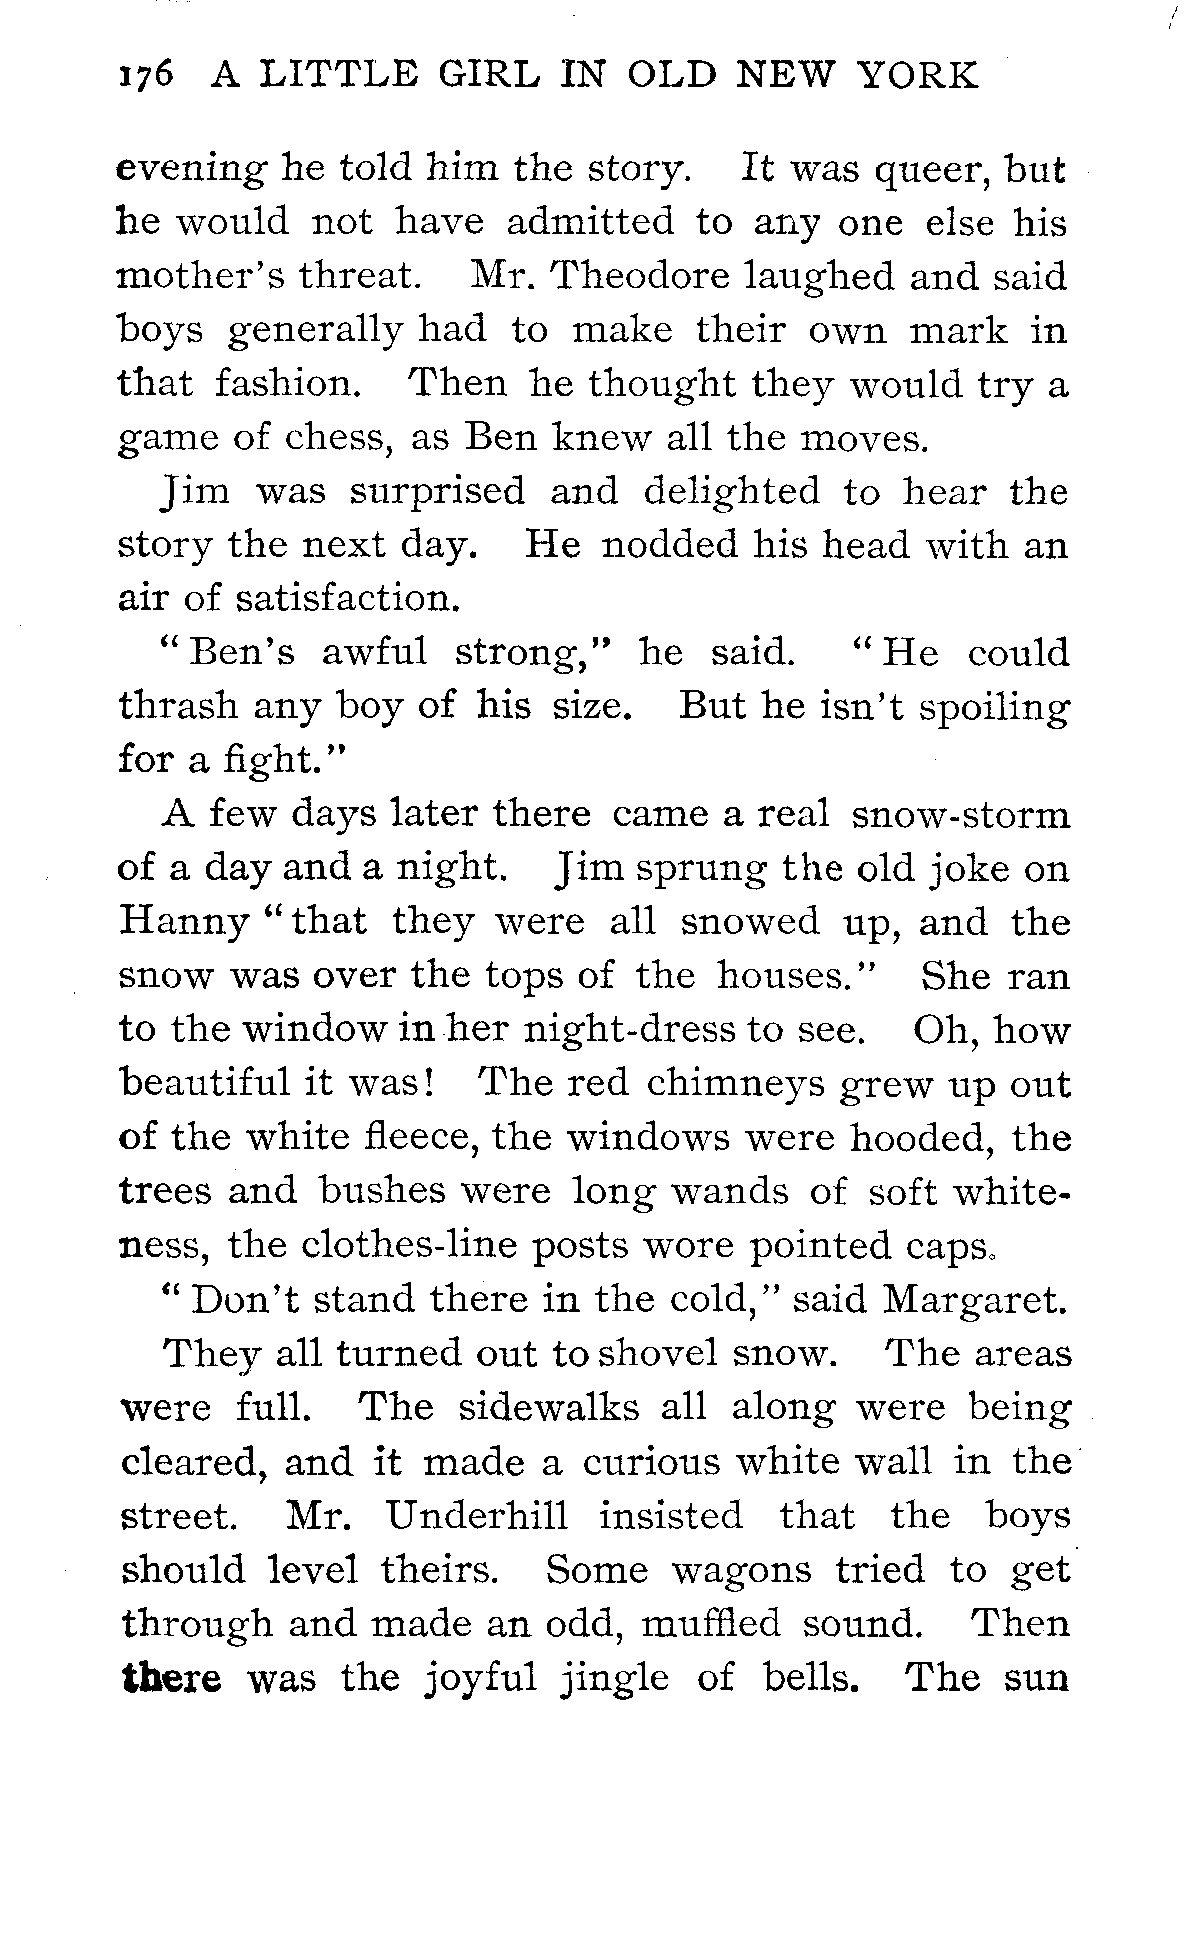 176 A LITTLE GIRL IN OLD NEW YORK
evening he told him the story. It was queer, but
he would not have admitted to any one else his
mother's threat. Mr. Theodore laughed and said
boys generally had to make their own mark in
that fashion. Then he thought they would try a
game of chess, as Ben knew all the moves.
Jim was surprised and delighted to hear the
story the next day. He nodded his head with an
air of satisfaction.
"Ben's awful strong," he said. "He could
thrash any boy of his size. But he isn't spoiling
for a fight."
A few days later there came a real snow-storm
of a day and a night. Jim sprung the old joke on
Hanny "that they were all snowed up, and the
snow was over the tops of the houses." She ran
to the window in her night-dress to see. Oh, how
beautiful it was! The red chimneys grew up out
of the white fleece, the windows were hooded, the
trees and bushes were long wands of soft white-
ness, the clothes-line posts wore pointed caps.
"Don't stand there in the cold," said Margaret.
They all turned out to shovel snow. The areas
were full. The sidewalks all along were being
cleared, and it made a curious white wall in the
street. Mr. Underhill insisted that the boys
should level theirs. Some wagons tried to get
through and made an odd, muffled sound. Then
there was the joyful jingle of bells. The sun